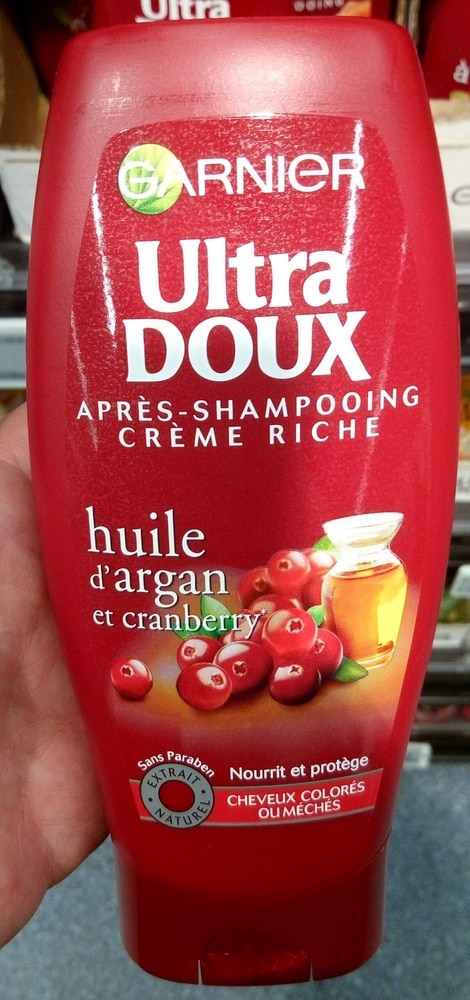 Ultra
GARNIER
Ultra
DOUX
APRÈS-SHAMPOOING
CRÈME RICHE
huile
d'argan
et cranberry*
Sans Paraben
EXTRAIT
NATUREL
Nourrit et protège
CHEVEUX COLORÉS
OU MÉCHÉS